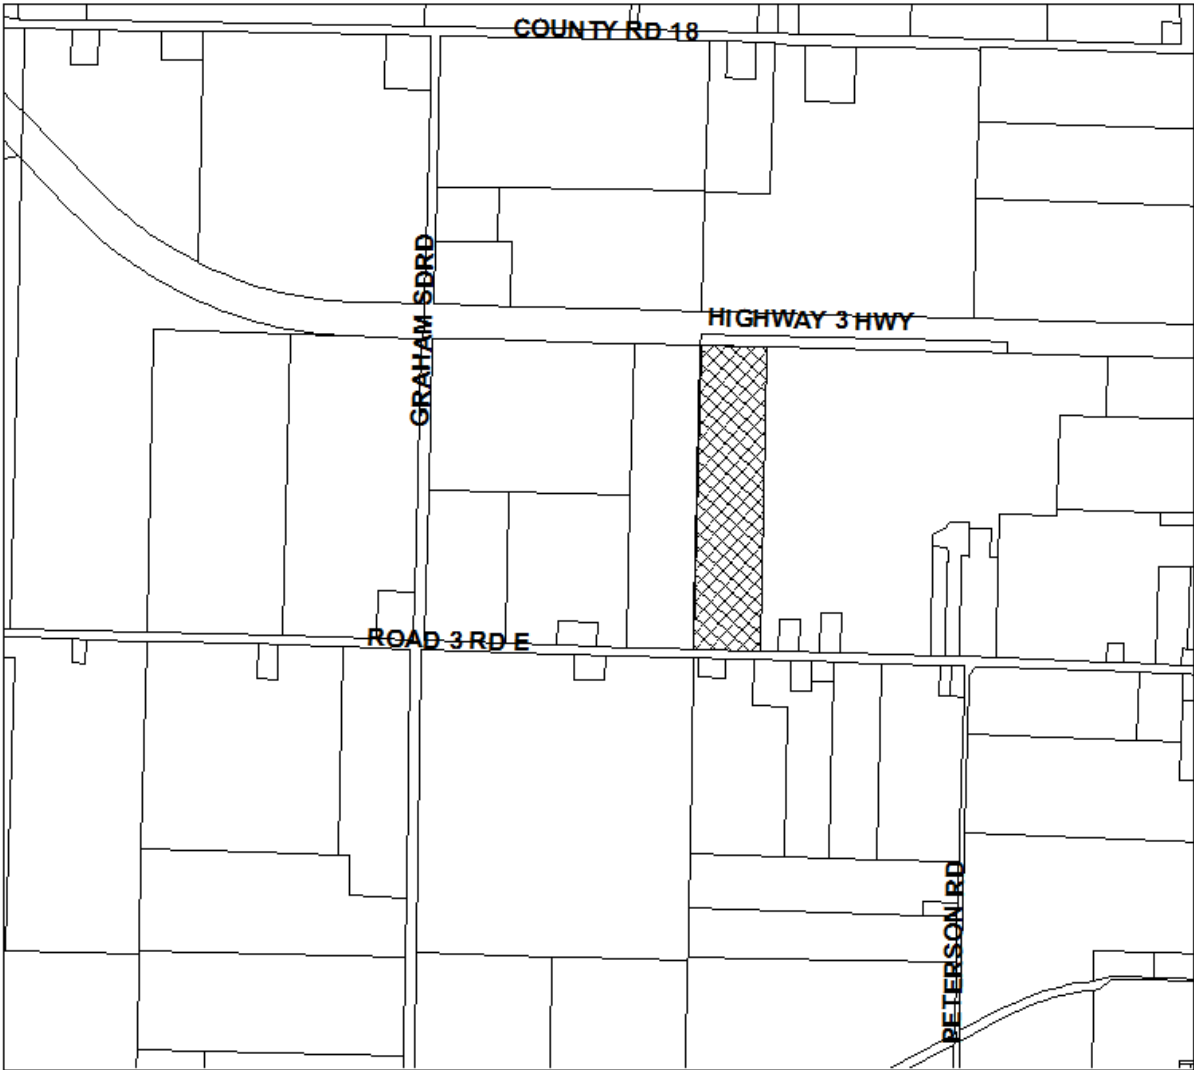 COUNTY RD 18
GRAHAM SDRD
HIGHWAY 3 HWY
ROAD 3 RD E
PETERSON RD